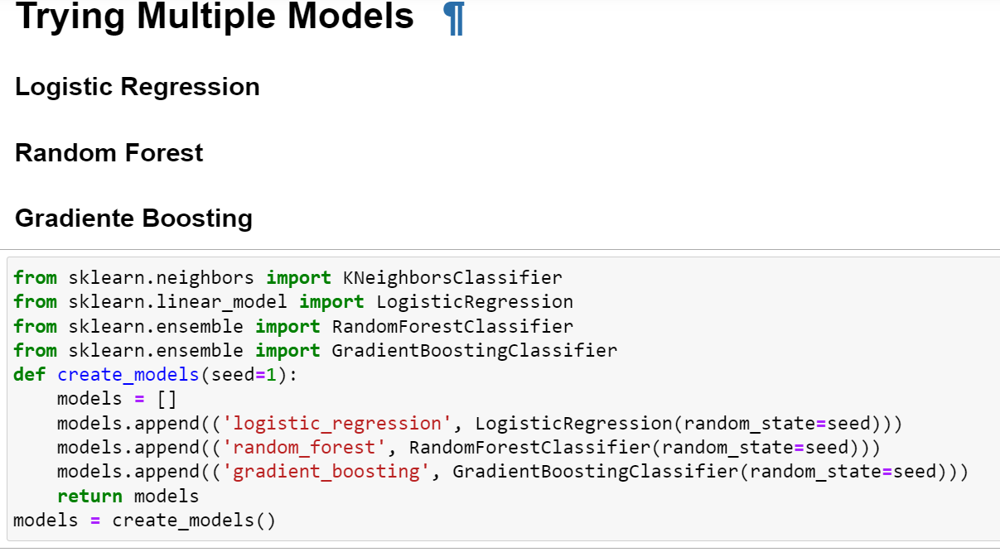 Trying Multiple Models ¶
Logistic Regression
Random Forest
Gradiente Boosting
from sklearn.neighbors import KNeighborsClassifier
from sklearn.linear_model import LogisticRegression
from sklearn.ensemble import RandomForestClassifier
from sklearn.ensemble import GradientBoostingClassifier
def create_models(seed=1):
    models = []
    models.append(('logistic_regression', LogisticRegression(random_state=seed)))
    models.append(('random_forest', RandomForestClassifier(random_state=seed)))
    models.append(('gradient_boosting', GradientBoostingClassifier(random_state=seed)))
    return models
models = create_models()